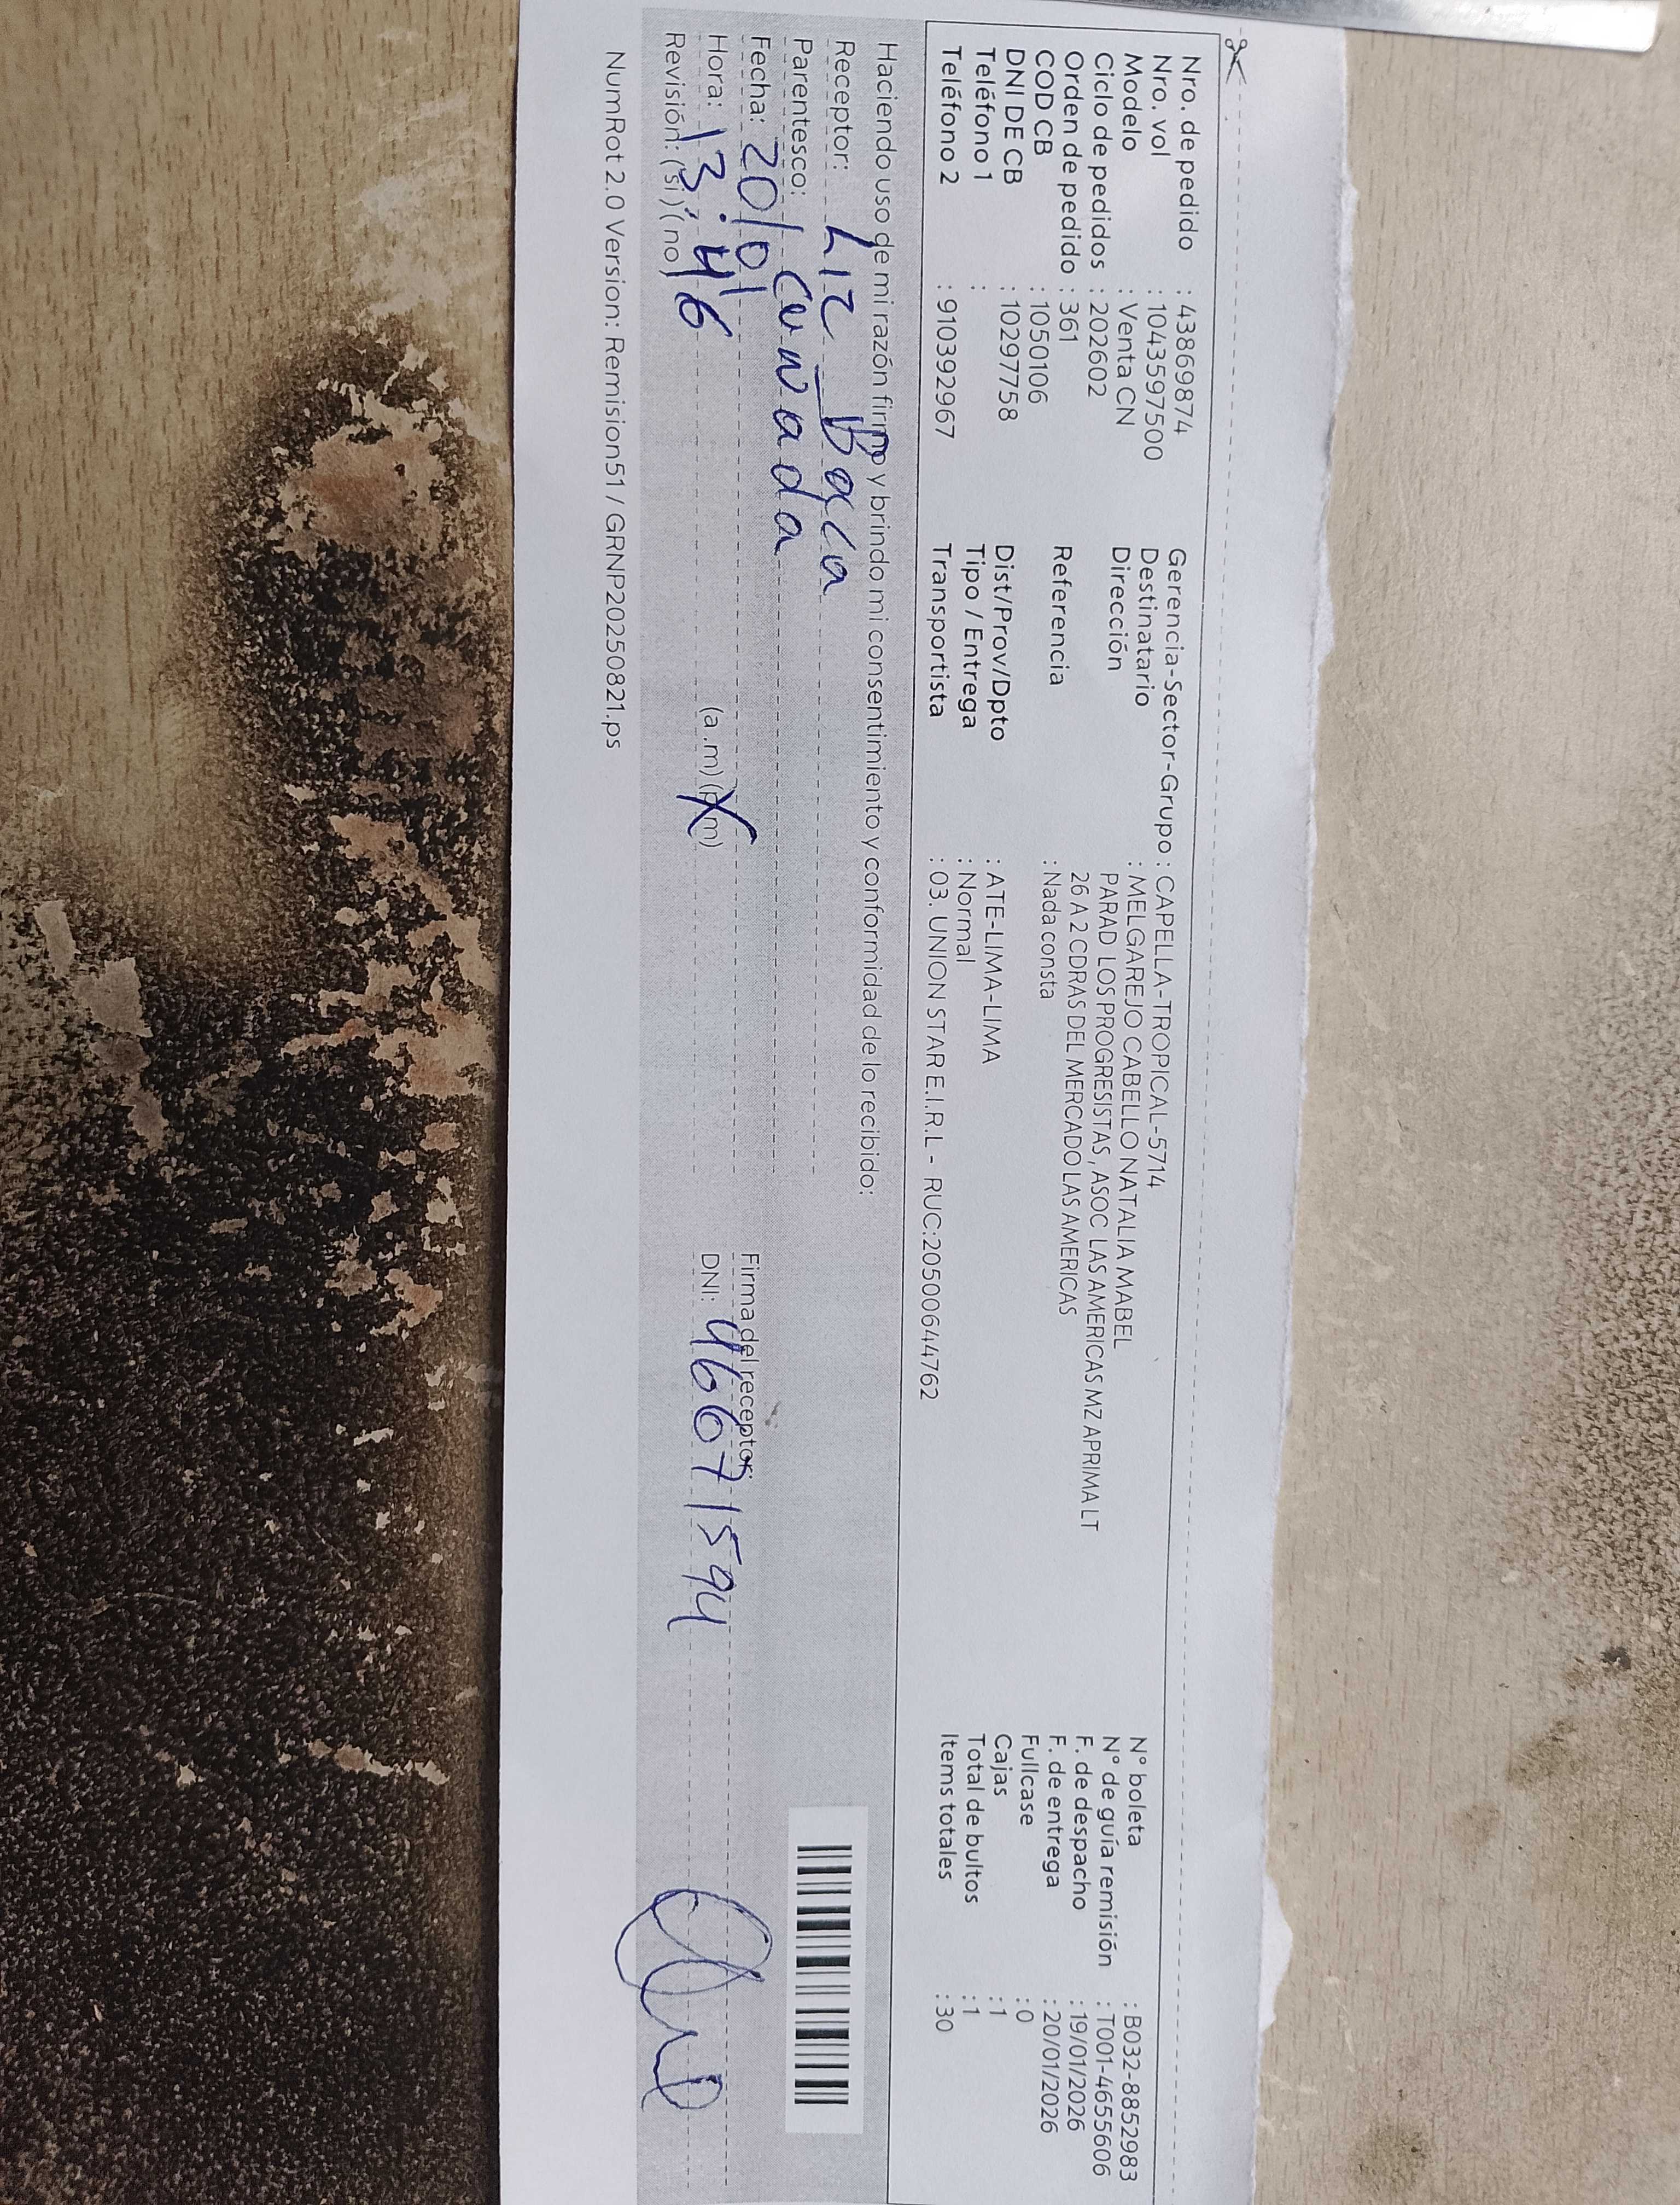 Nro. de pedido : 43869874
Nro. vol : 1043597500
Modelo : Venta CN
Ciclo de pedidos : 202602
Orden de pedido : 361
COD CB : 1050106
DNI DE CB : 10297758
Teléfono 1 :
Teléfono 2 : 910392967
Gerencia-Sector-Grupo : CAPELLA-TROPICAL-5714
Destinatario : MELGAREJO CABELLO NATALIA MABEL
Dirección PARAD LOS PROGRESISTAS, ASOC LAS AMERICAS MZ APRIMA LT
26 A 2 CDRAS DEL MERCADO LAS AMERICAS
Referencia : Nada consta
Dist/Prov/Dpto : ATE-LIMA-LIMA
Tipo / Entrega : Normal
Transportista : 03. UNION STAR E.I.R.L - RUC:20500644762
N° boleta : B032-8852983
N° de guía remisión : T001-4655606
F. de despacho : 19/01/2026
F. de entrega : 20/01/2026
Fullcase : 0
Cajas : 1
Total de bultos : 1
Items totales : 30
Haciendo uso de mi razón firmo y brindo mi consentimiento y conformidad de lo recibido:
Receptor: Liz Baca
Parentesco: Cuñada
Fecha: 20/01
Hora: 13:46 (a.m) (p.m)
Revisión: (si) (no)
Firma del receptor:
DNI: 46671594
NumRot 2.0 Version: Remision51 / GRNP20250821.ps